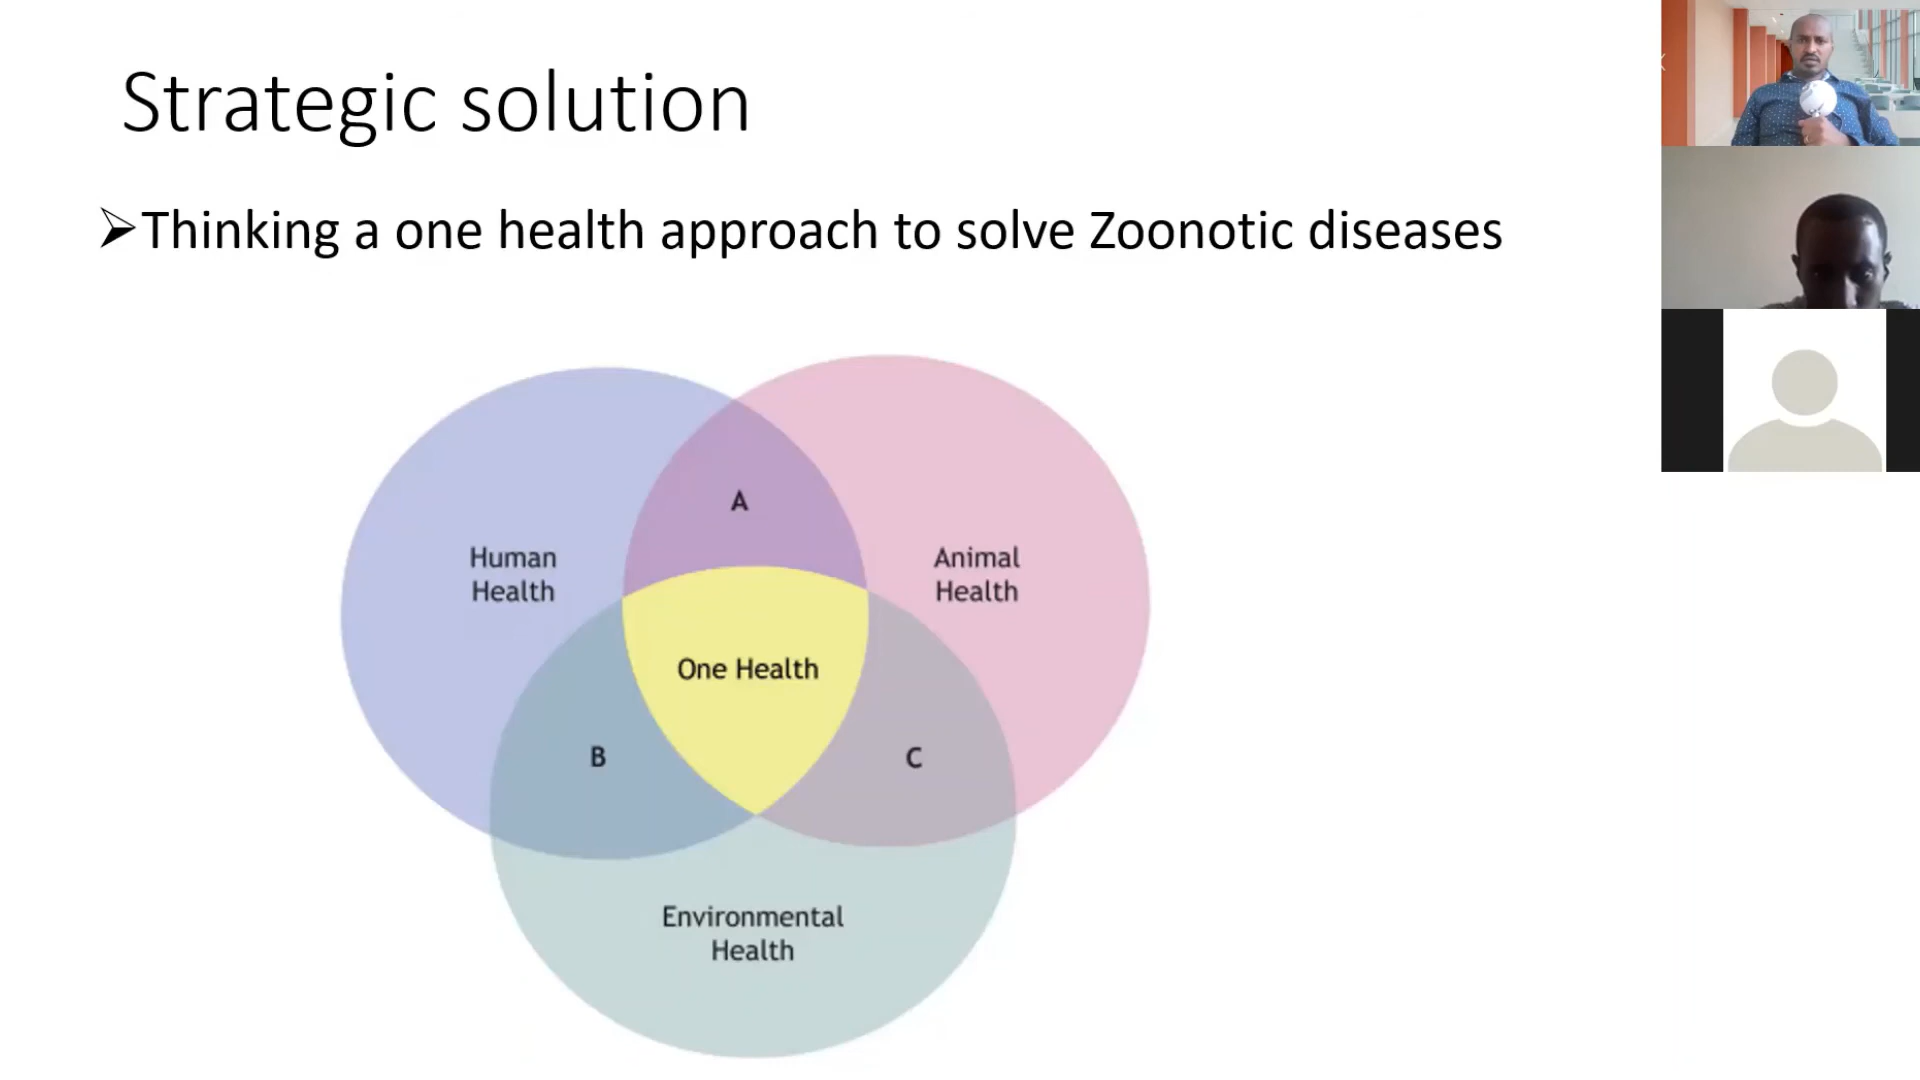 Strategic solution
➢Thinking a one health approach to solve Zoonotic diseases
A
Human
Health
Animal
Health
One Health
B
C
Environmental
Health